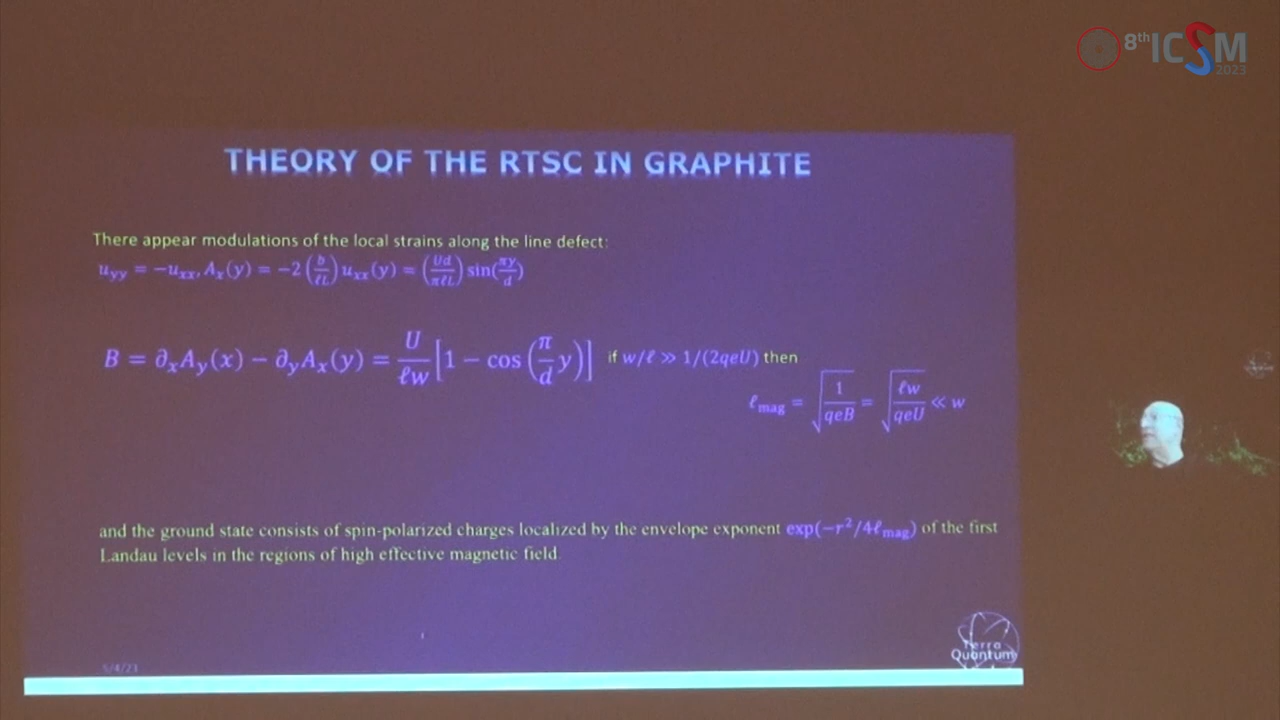 8th ICSM 2023
THEORY OF THE RTSC IN GRAPHITE
There appear modulations of the local strains along the line defect:
u_yy = −u_xx, A_x(y) = −2 (b/ℓL) u_xx(y) = (Ud/πℓL) sin(πy/d)
B = ∂_xA_y(x) − ∂_yA_x(y) = U/ℓw [1 − cos (π/d y)] if w/ℓ ≫ 1/(2qeU) then
ℓ_mag = √(1/qeB) = √(ℓw/qeU) ≪ w
and the ground state consists of spin-polarized charges localized by the envelope exponent exp(−r²/4ℓ_mag) of the first
Landau levels in the regions of high effective magnetic field.
Terra
Quantum
5/4/23